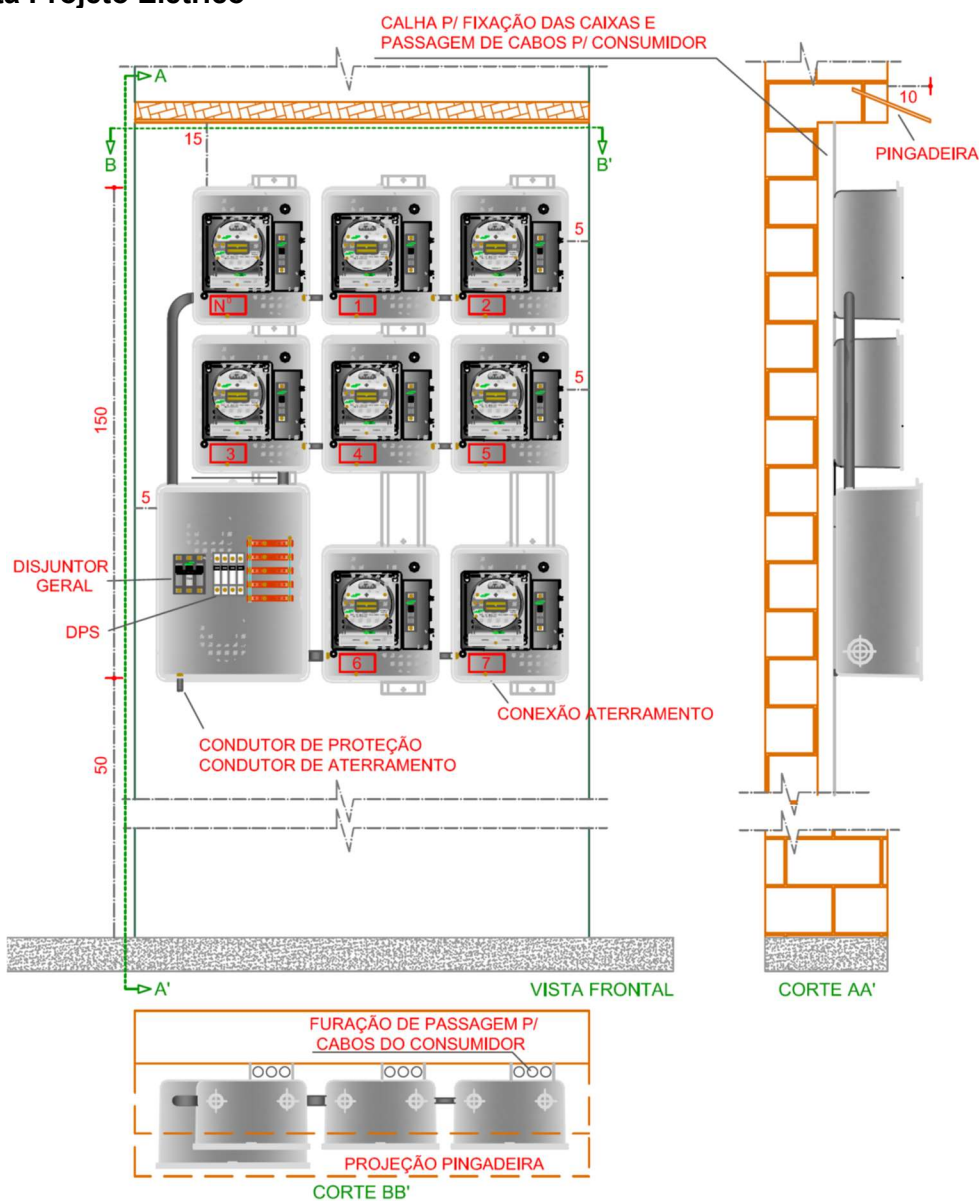 CALHA P/ FIXAÇÃO DAS CAIXAS E
PASSAGEM DE CABOS P/ CONSUMIDOR
A
10
B
15
B'
PINGADEIRA
5
Nº
1
2
150
5
3
4
5
5
DISJUNTOR
GERAL
DPS
6
7
CONEXÃO ATERRAMENTO
CONDUTOR DE PROTEÇÃO
CONDUTOR DE ATERRAMENTO
50
A'
VISTA FRONTAL
CORTE AA'
FURAÇÃO DE PASSAGEM P/
CABOS DO CONSUMIDOR
PROJEÇÃO PINGADEIRA
CORTE BB'